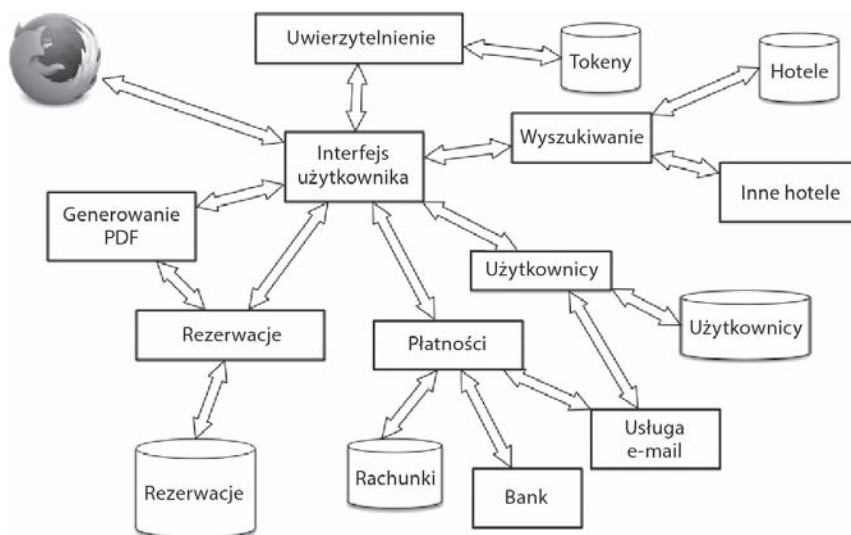 Uwierzytelnienie
Tokeny
Hotele
Interfejs
użytkownika
Wyszukiwanie
Inne hotele
Generowanie
PDF
Użytkownicy
Użytkownicy
Rezerwacje
Płatności
Usługa
e-mail
Rezerwacje
Rachunki
Bank